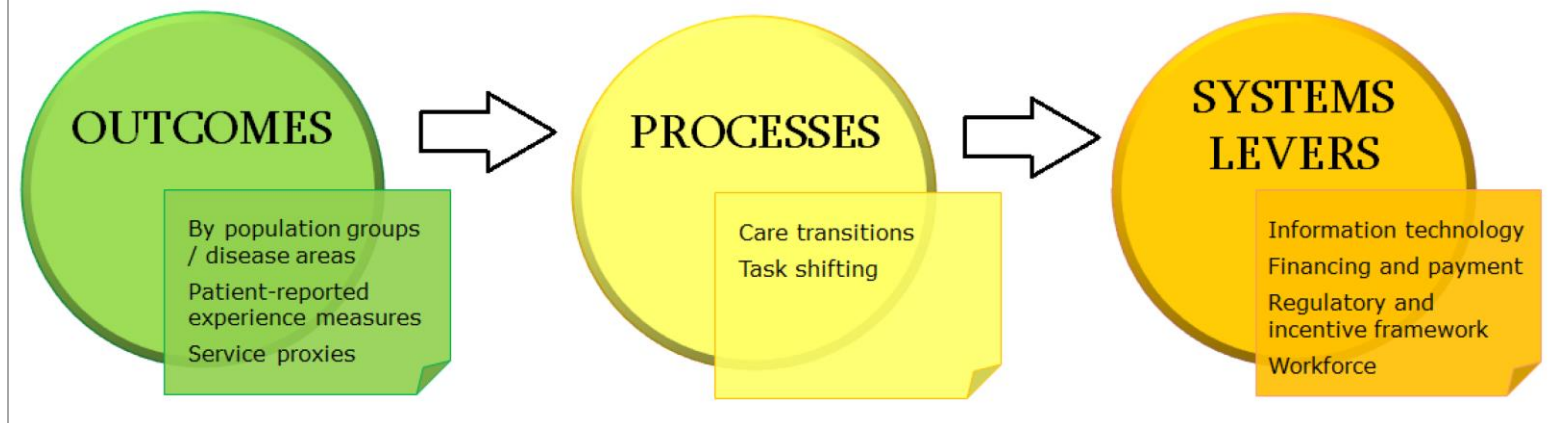 OUTCOMES
By population groups
/ disease areas
Patient-reported
experience measures
Service proxies
PROCESSES
Care transitions
Task shifting
SYSTEMS
LEVERS
Information technology
Financing and payment
Regulatory and
incentive framework
Workforce